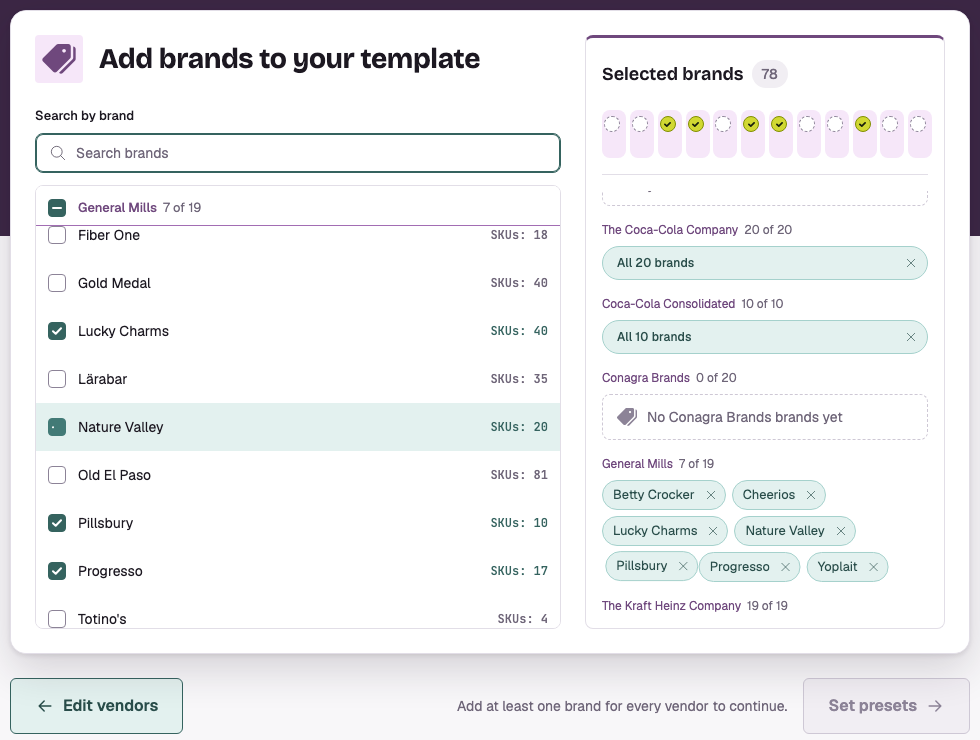 Add brands to your template
Search by brand
Search brands
General Mills 7 of 19
Fiber One SKUs: 18
Gold Medal SKUs: 40
Lucky Charms SKUs: 40
Lärabar SKUs: 35
Nature Valley SKUs: 20
Old El Paso SKUs: 81
Pillsbury SKUs: 10
Progresso SKUs: 17
Totino's SKUs: 4
Selected brands 78
The Coca-Cola Company 20 of 20
All 20 brands
Coca-Cola Consolidated 10 of 10
All 10 brands
Conagra Brands 0 of 20
No Conagra Brands brands yet
General Mills 7 of 19
Betty Crocker Cheerios
Lucky Charms Nature Valley
Pillsbury Progresso Yoplait
The Kraft Heinz Company 19 of 19
Edit vendors
Add at least one brand for every vendor to continue.
Set presets